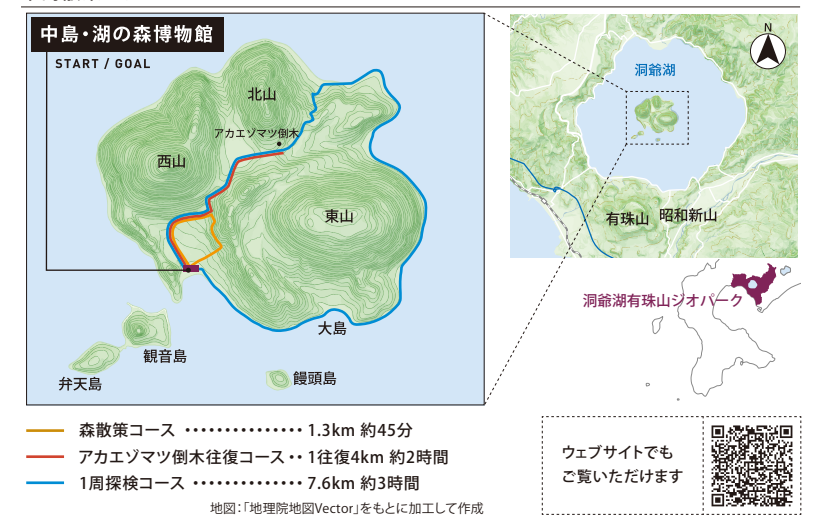 中島・湖の森博物館
START / GOAL
北山
アカエゾマツ倒木
西山
東山
大島
観音島
弁天島
饅頭島
N
洞爺湖
有珠山
昭和新山
洞爺湖有珠山ジオパーク
森散策コース ・・・・・・・・・・・・・・・ 1.3km 約45分
アカエゾマツ倒木往復コース・・ 1往復4km 約2時間
1周探検コース ・・・・・・・・・・・・・・ 7.6km 約3時間
地図：「地理院地図Vector」をもとに加工して作成
ウェブサイトでも
ご覧いただけます